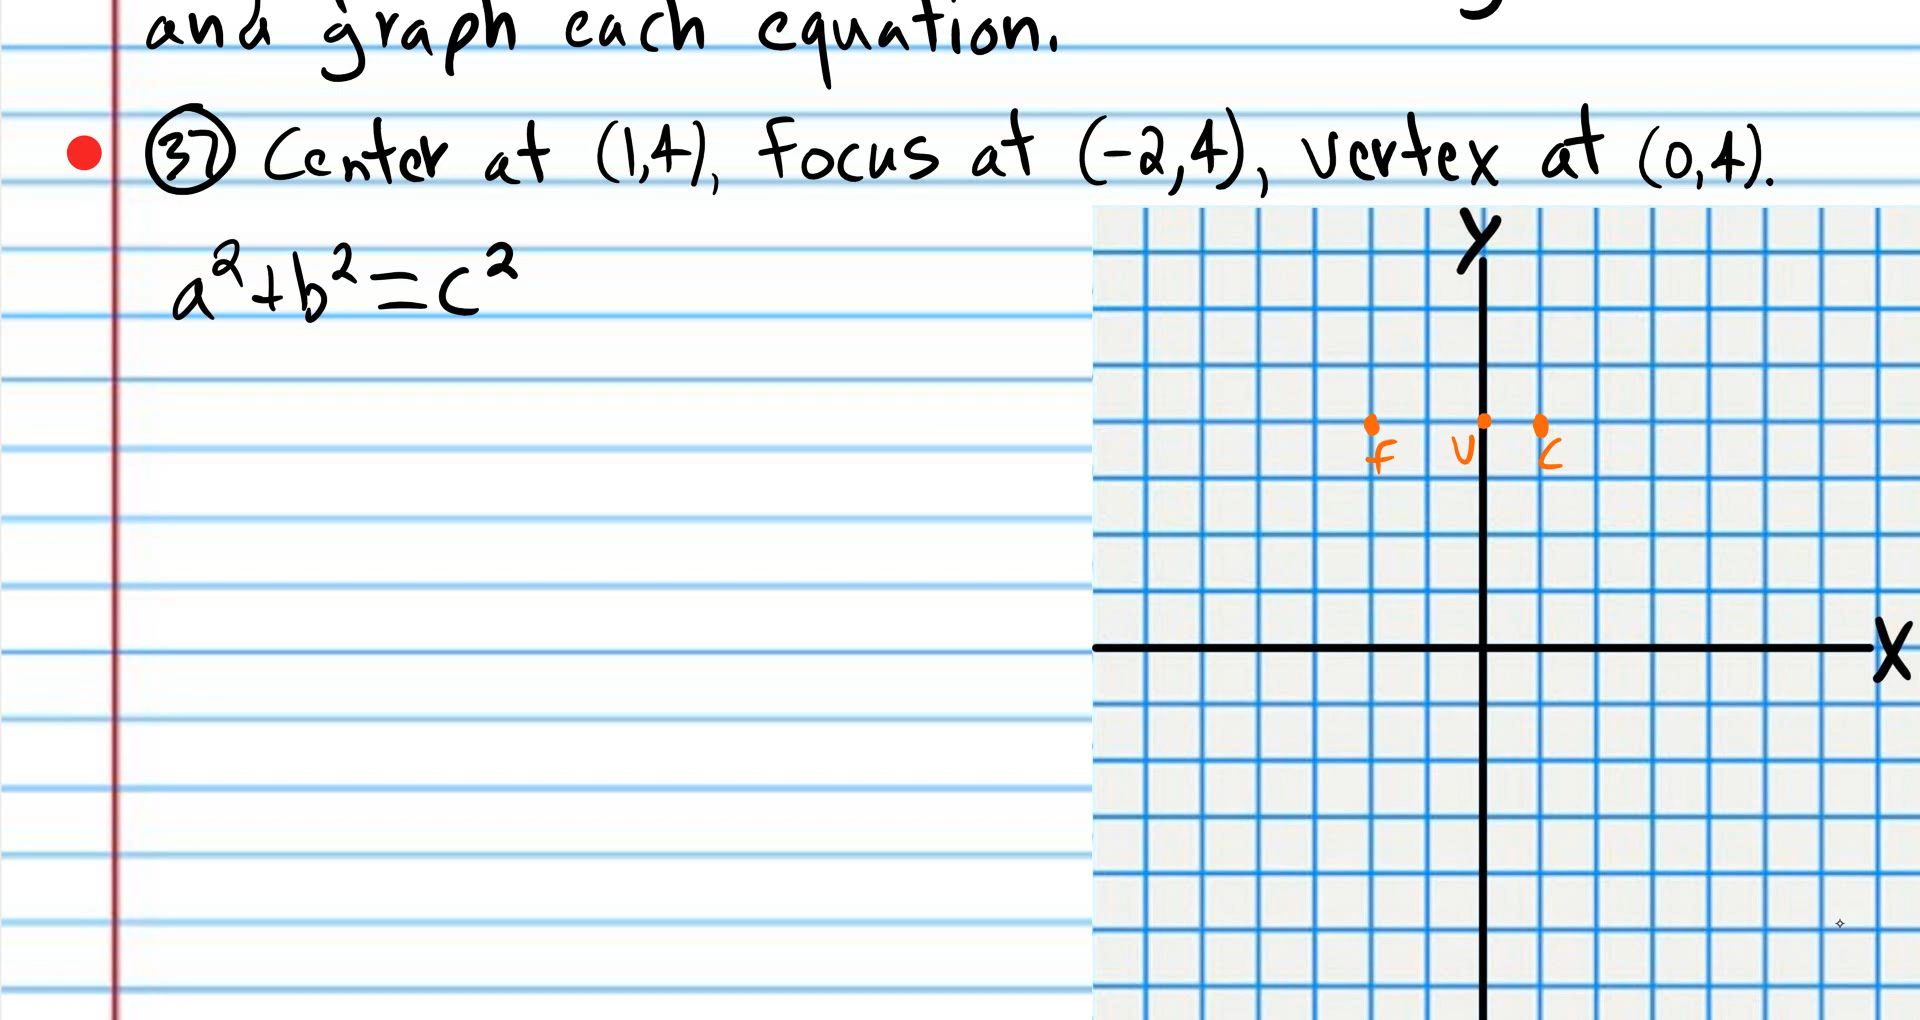 and graph each equation.
37 Center at (1,4), focus at (-2,4), vertex at (0,4).
a²+b²=c²
y
F V C
X